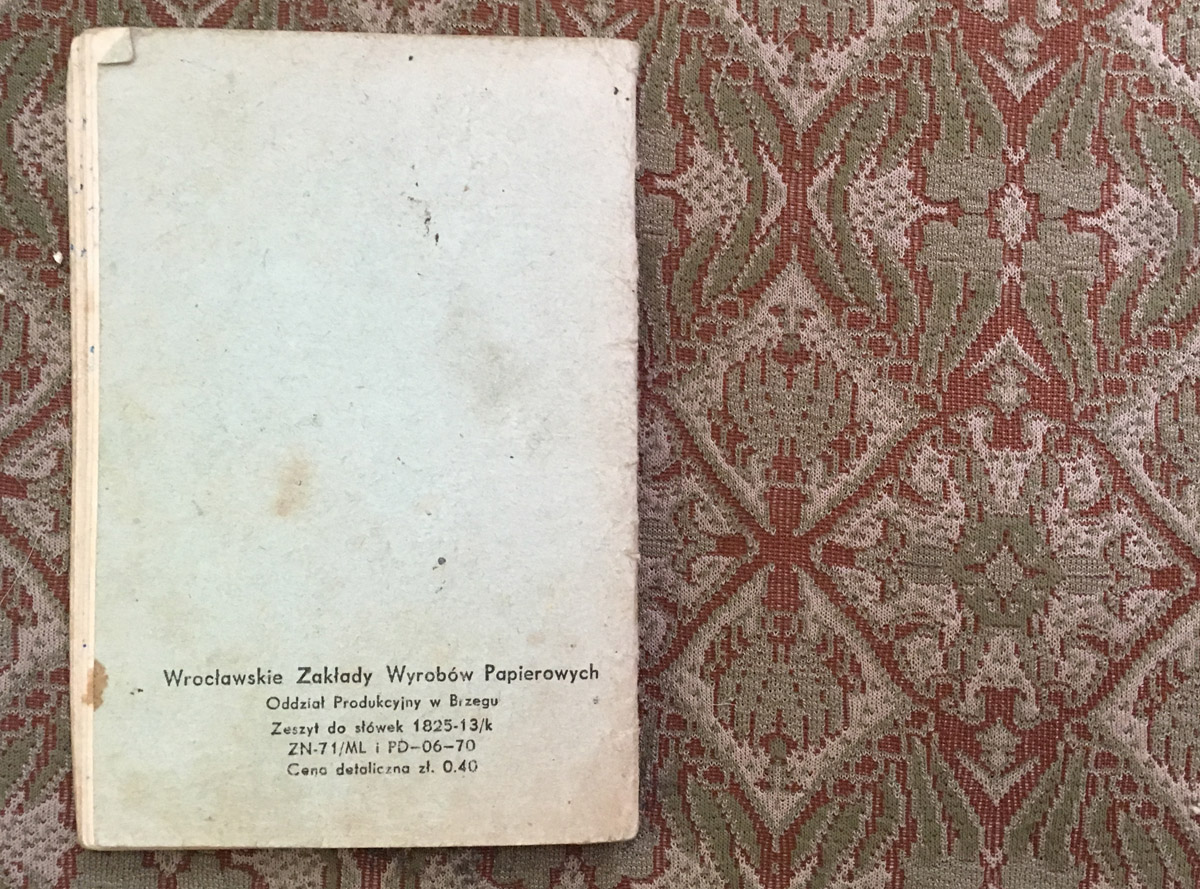 Wrocławskie Zakłady Wyrobów Papierowych
Oddział Produkcyjny w Brzegu
Zeszyt do słówek 1825-13/k
ZN-71/ML i PD-06-70
Cena detaliczna zł. 0.40